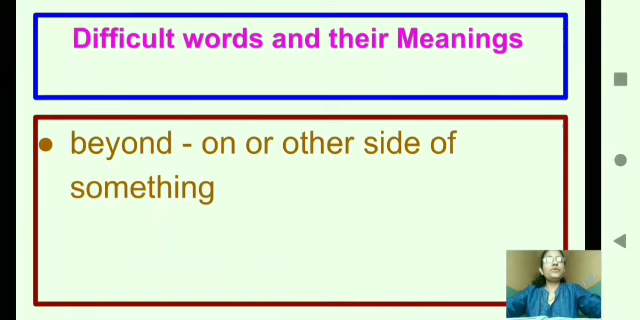 Difficult words and their Meanings
● beyond - on or other side of
something